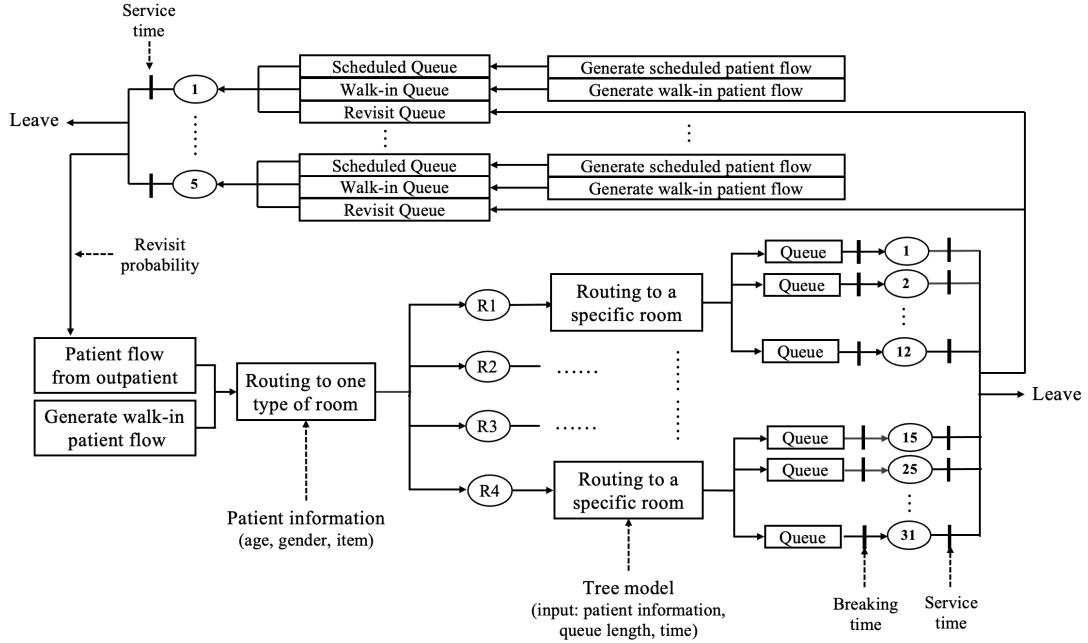 Service
time
Scheduled Queue
Generate scheduled patient flow
1
Walk-in Queue
Generate walk-in patient flow
Revisit Queue
Leave
Scheduled Queue
Generate scheduled patient flow
5
Walk-in Queue
Generate walk-in patient flow
Revisit Queue
Revisit
probability
Queue
1
Queue
2
R1
Routing to a
specific room
Queue
12
Patient flow
from outpatient
Generate walk-in
patient flow
Routing to one
type of room
R2
......
R3
......
Leave
Queue
15
Queue
25
R4
Routing to a
specific room
Queue
31
Patient information
(age, gender, item)
Tree model
(input: patient information,
queue length, time)
Breaking
time
Service
time